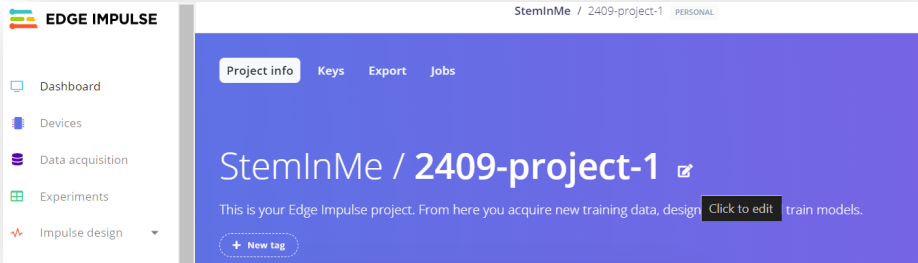 EDGE IMPULSE
StemInMe / 2409-project-1 PERSONAL
Project info Keys Export Jobs
Dashboard
Devices
Data acquisition
Experiments
Impulse design
StemInMe / 2409-project-1
This is your Edge Impulse project. From here you acquire new training data, design Click to edit train models.
+ New tag